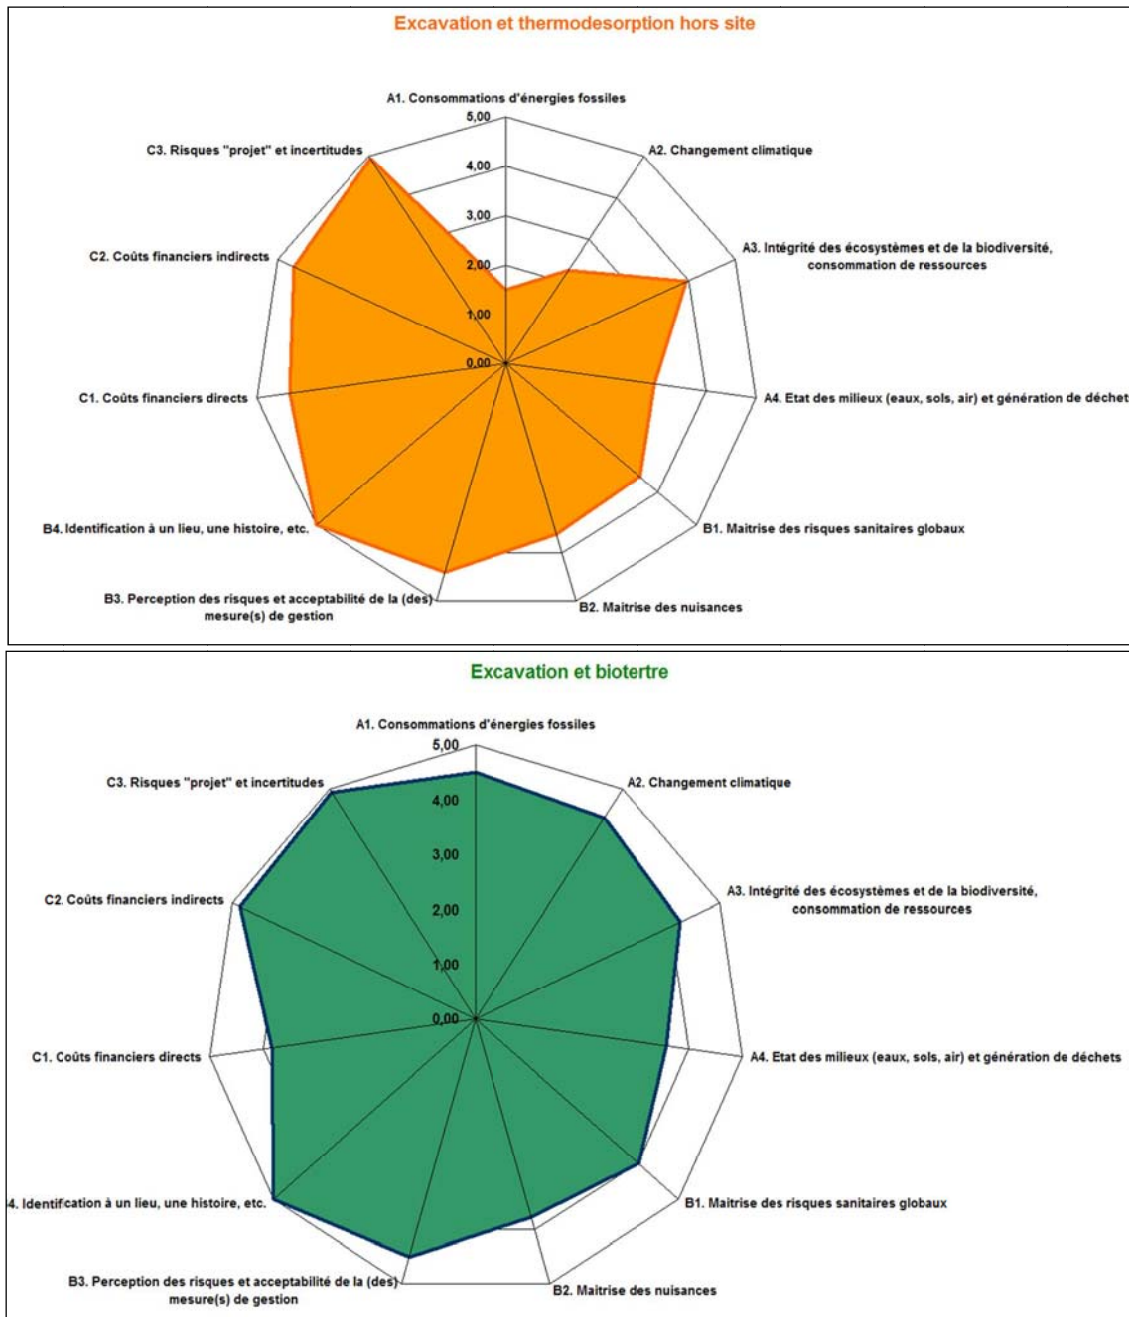 Excavation et thermodesorption hors site
A1. Consommations d'énergies fossiles
5,00
C3. Risques "projet" et incertitudes
A2. Changement climatique
4,00
3,00
A3. Intégrité des écosystèmes et de la biodiversité,
consommation de ressources
C2. Coûts financiers indirects
2,00
1,00
0,00
C1. Coûts financiers directs
A4. Etat des milieux (eaux, sols, air) et génération de déchets
B4. Identification à un lieu, une histoire, etc.
B1. Maitrise des risques sanitaires globaux
B3. Perception des risques et acceptabilité de la (des)
mesure(s) de gestion
B2. Maitrise des nuisances
Excavation et biotertre
A1. Consommations d'énergies fossiles
5,00
C3. Risques "projet" et incertitudes
A2. Changement climatique
4,00
3,00
A3. Intégrité des écosystèmes et de la biodiversité,
consommation de ressources
C2. Coûts financiers indirects
2,00
1,00
0,00
C1. Coûts financiers directs
A4. Etat des milieux (eaux, sols, air) et génération de déchets
4. Identification à un lieu, une histoire, etc.
B1. Maitrise des risques sanitaires globaux
B3. Perception des risques et acceptabilité de la (des)
mesure(s) de gestion
B2. Maitrise des nuisances